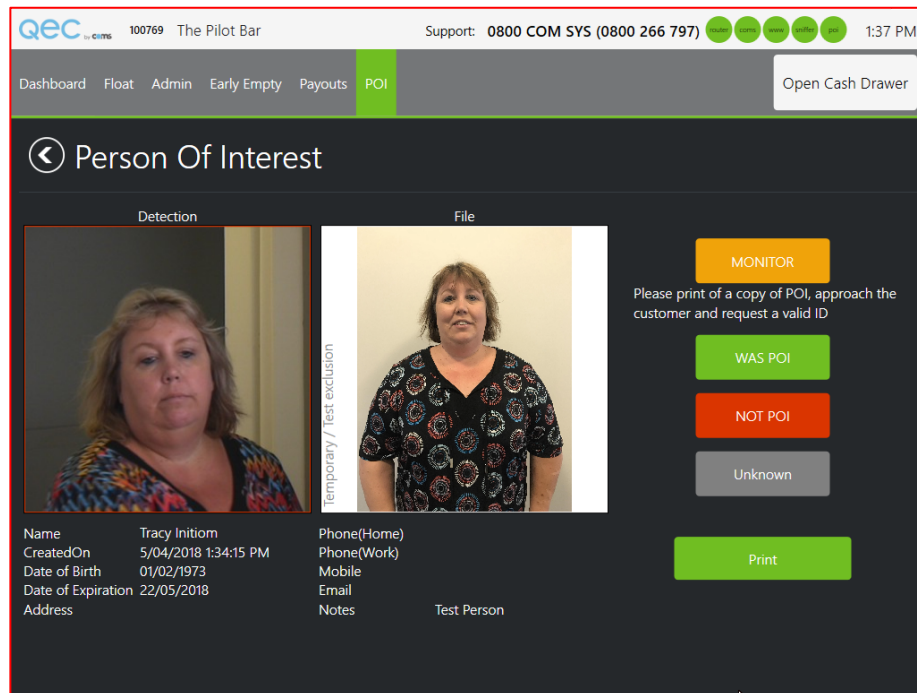 QEC by coms 100769 The Pilot Bar Support: 0800 COM SYS (0800 266 797) router coms www sniffer poi 1:37 PM
Dashboard Float Admin Early Empty Payouts POI Open Cash Drawer
Person Of Interest
Detection File
Temporary / Test exclusion
MONITOR
Please print of a copy of POI, approach the
customer and request a valid ID
WAS POI
NOT POI
Unknown
Print
Name Tracy Initiom
CreatedOn 5/04/2018 1:34:15 PM
Date of Birth 01/02/1973
Date of Expiration 22/05/2018
Address
Phone(Home)
Phone(Work)
Mobile
Email
Notes Test Person